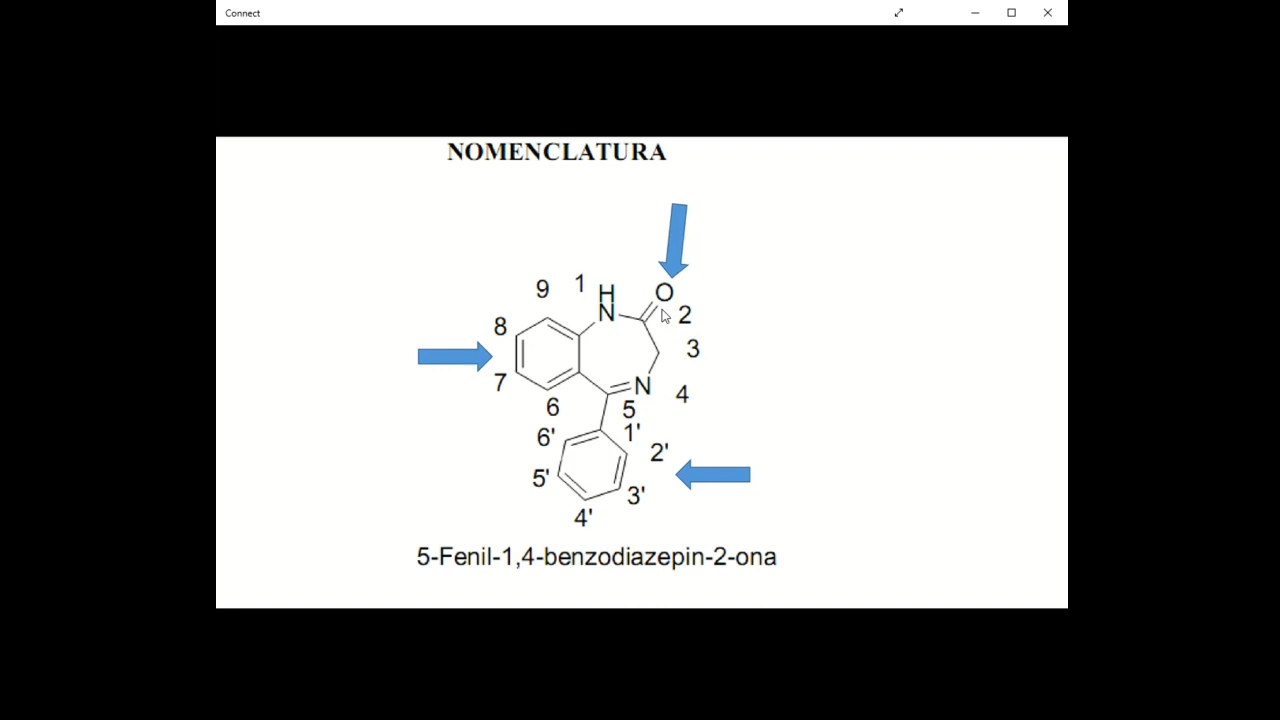 Connect
NOMENCLATURA
9 1 H O
N 2
8
3
7 N 4
6 5
6' 1'
2'
5' 3'
4'
5-Fenil-1,4-benzodiazepin-2-ona